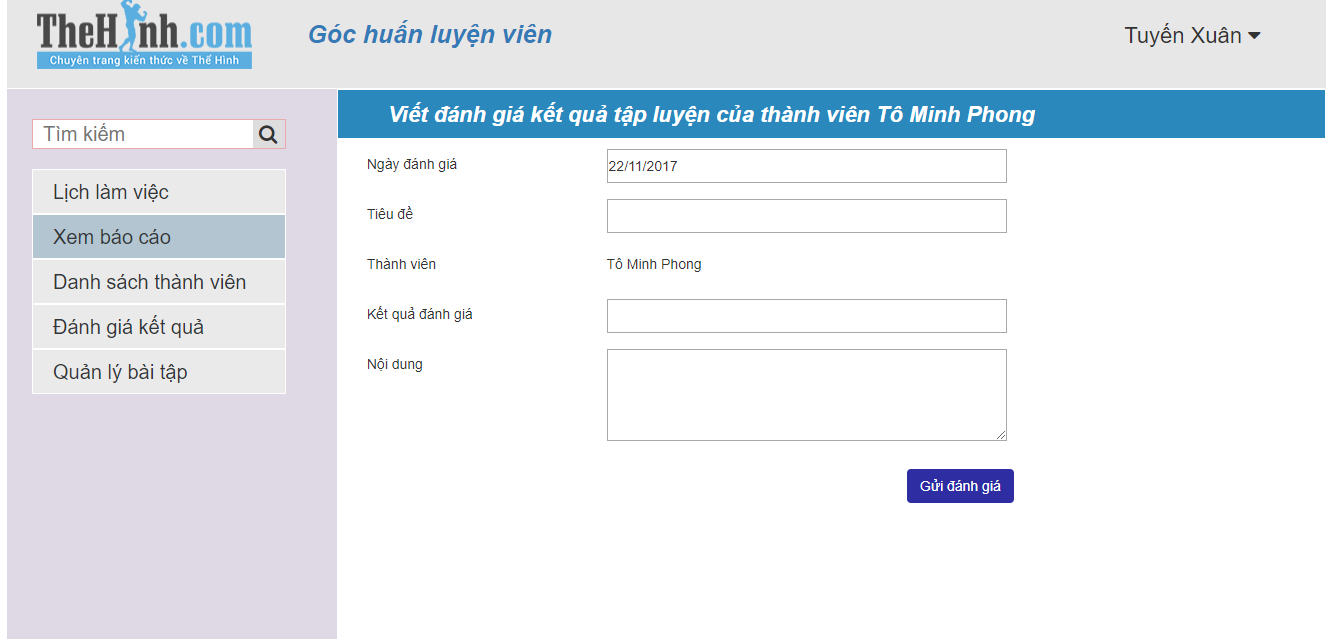 TheHình.com
Chuyên trang kiến thức về Thể Hình
Góc huấn luyện viên
Tuyến Xuân
Tìm kiếm
Lịch làm việc
Xem báo cáo
Danh sách thành viên
Đánh giá kết quả
Quản lý bài tập
Viết đánh giá kết quả tập luyện của thành viên Tô Minh Phong
Ngày đánh giá
22/11/2017
Tiêu đề
Thành viên
Tô Minh Phong
Kết quả đánh giá
Nội dung
Gửi đánh giá